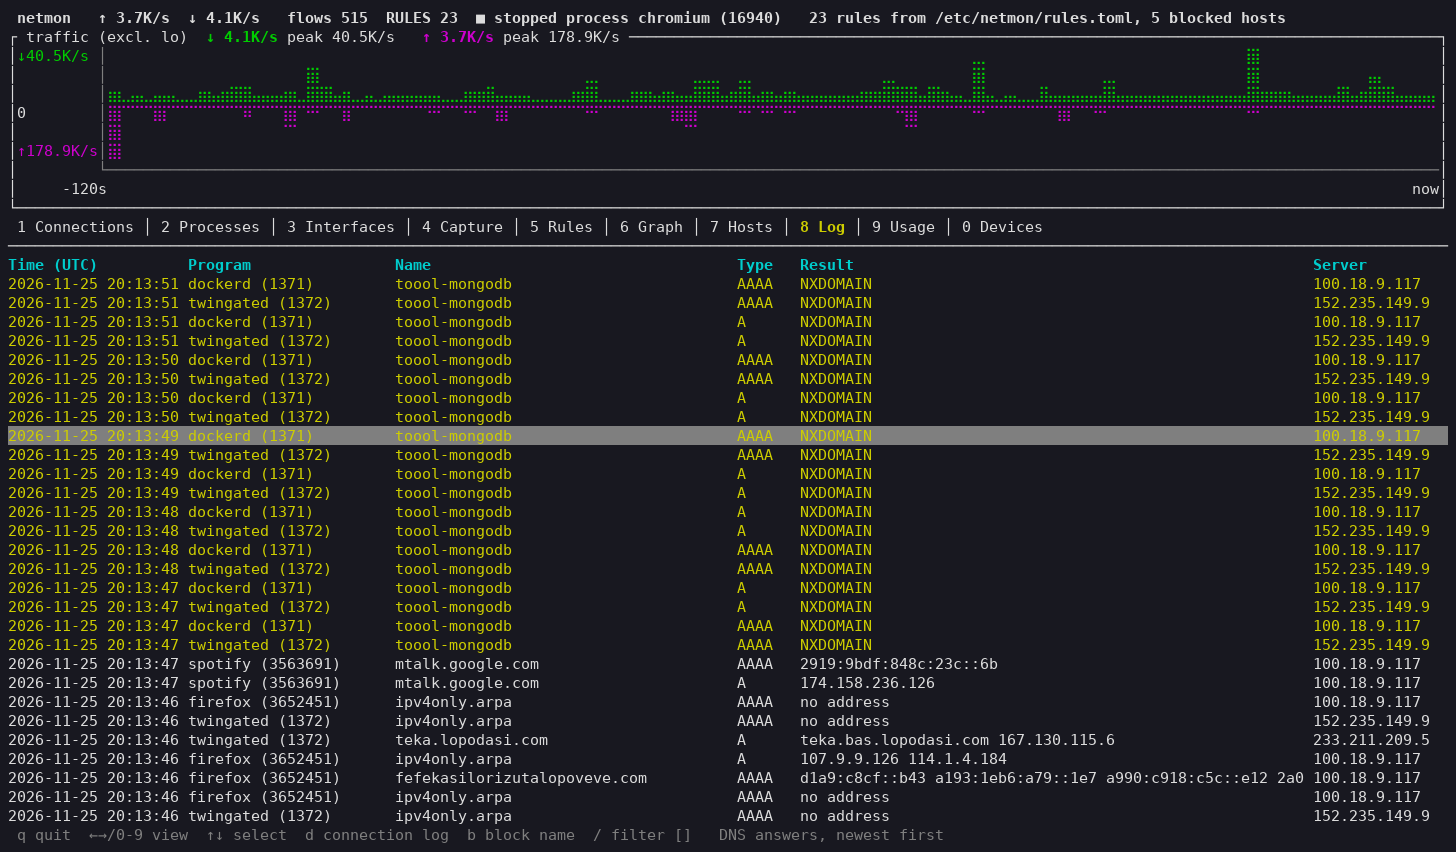 netmon   ↑ 3.7K/s  ↓ 4.1K/s   flows 515  RULES 23  ■ stopped process chromium (16940)   23 rules from /etc/netmon/rules.toml, 5 blocked hosts
traffic (excl. lo)  ↓ 4.1K/s peak 40.5K/s   ↑ 3.7K/s peak 178.9K/s
↓40.5K/s
0
↑178.9K/s
-120s now
1 Connections │ 2 Processes │ 3 Interfaces │ 4 Capture │ 5 Rules │ 6 Graph │ 7 Hosts │ 8 Log │ 9 Usage │ 0 Devices
Time (UTC) Program Name Type Result Server
2026-11-25 20:13:51 dockerd (1371) toool-mongodb AAAA NXDOMAIN 100.18.9.117
2026-11-25 20:13:51 twingated (1372) toool-mongodb AAAA NXDOMAIN 152.235.149.9
2026-11-25 20:13:51 dockerd (1371) toool-mongodb A NXDOMAIN 100.18.9.117
2026-11-25 20:13:51 twingated (1372) toool-mongodb A NXDOMAIN 152.235.149.9
2026-11-25 20:13:50 dockerd (1371) toool-mongodb AAAA NXDOMAIN 100.18.9.117
2026-11-25 20:13:50 twingated (1372) toool-mongodb AAAA NXDOMAIN 152.235.149.9
2026-11-25 20:13:50 dockerd (1371) toool-mongodb A NXDOMAIN 100.18.9.117
2026-11-25 20:13:50 twingated (1372) toool-mongodb A NXDOMAIN 152.235.149.9
2026-11-25 20:13:49 dockerd (1371) toool-mongodb AAAA NXDOMAIN 100.18.9.117
2026-11-25 20:13:49 twingated (1372) toool-mongodb AAAA NXDOMAIN 152.235.149.9
2026-11-25 20:13:49 dockerd (1371) toool-mongodb A NXDOMAIN 100.18.9.117
2026-11-25 20:13:49 twingated (1372) toool-mongodb A NXDOMAIN 152.235.149.9
2026-11-25 20:13:48 dockerd (1371) toool-mongodb A NXDOMAIN 100.18.9.117
2026-11-25 20:13:48 twingated (1372) toool-mongodb A NXDOMAIN 152.235.149.9
2026-11-25 20:13:48 dockerd (1371) toool-mongodb AAAA NXDOMAIN 100.18.9.117
2026-11-25 20:13:48 twingated (1372) toool-mongodb AAAA NXDOMAIN 152.235.149.9
2026-11-25 20:13:47 dockerd (1371) toool-mongodb A NXDOMAIN 100.18.9.117
2026-11-25 20:13:47 twingated (1372) toool-mongodb A NXDOMAIN 152.235.149.9
2026-11-25 20:13:47 dockerd (1371) toool-mongodb AAAA NXDOMAIN 100.18.9.117
2026-11-25 20:13:47 twingated (1372) toool-mongodb AAAA NXDOMAIN 152.235.149.9
2026-11-25 20:13:47 spotify (3563691) mtalk.google.com AAAA 2919:9bdf:848c:23c::6b 100.18.9.117
2026-11-25 20:13:47 spotify (3563691) mtalk.google.com A 174.158.236.126 100.18.9.117
2026-11-25 20:13:46 firefox (3652451) ipv4only.arpa AAAA no address 100.18.9.117
2026-11-25 20:13:46 twingated (1372) ipv4only.arpa AAAA no address 152.235.149.9
2026-11-25 20:13:46 twingated (1372) teka.lopodasi.com A teka.bas.lopodasi.com 167.130.115.6 233.211.209.5
2026-11-25 20:13:46 firefox (3652451) ipv4only.arpa A 107.9.9.126 114.1.4.184 100.18.9.117
2026-11-25 20:13:46 firefox (3652451) fefekasilorizutalopoveve.com AAAA d1a9:c8cf::b43 a193:1eb6:a79::1e7 a990:c918:c5c::e12 2a0 100.18.9.117
2026-11-25 20:13:46 firefox (3652451) ipv4only.arpa AAAA no address 100.18.9.117
2026-11-25 20:13:46 twingated (1372) ipv4only.arpa AAAA no address 152.235.149.9
q quit  ←→/0-9 view  ↑↓ select  d connection log  b block name  / filter []   DNS answers, newest first